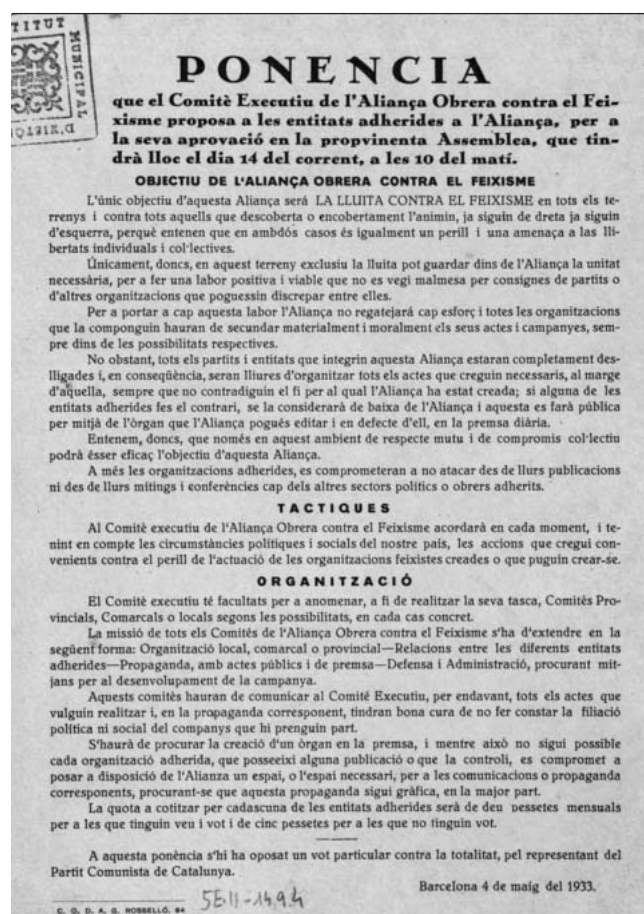 TITUT
MUNICIPAL
D'HISTÒ
PONENCIA
que el Comitè Executiu de l'Aliança Obrera contra el Fei-
xisme proposa a les entitats adherides a l'Aliança, per a
la seva aprovació en la propvinenta Assemblea, que tin-
drà lloc el dia 14 del corrent, a les 10 del matí.
OBJECTIU DE L'ALIANÇA OBRERA CONTRA EL FEIXISME
L'únic objectiu d'aquesta Aliança será LA LLUITA CONTRA EL FEIXISME en tots els te-
rrenys i contra tots aquells que descoberta o encobertament l'animin, ja siguin de dreta ja siguin
d'esquerra, perquè entenen que en ambdós casos és igualment un perill i una amenaça a las lli-
bertats individuals i col·lectives.
Únicament, doncs, en aquest terreny exclusiu la lluita pot guardar dins de l'Aliança la unitat
necessària, per a fer una labor positiva i viable que no es vegi malmesa per consignes de partits o
d'altres organitzacions que poguessin discrepar entre elles.
Per a portar a cap aquesta labor l'Aliança no regatejará cap esforç i totes les organitzacions
que la componguin hauran de secundar materialment i moralment els seus actes i campanyes, sem-
pre dins de les possibilitats respectives.
No obstant, tots els partits i entitats que integrin aquesta Aliança estaran completament des-
lligades i, en conseqüència, seran lliures d'organitzar tots els actes que creguin necessaris, al marge
d'aquella, sempre que no contradiguin el fi per al qual l'Aliança ha estat creada; si alguna de les
entitats adherides fes el contrari, se la considerarà de baixa de l'Aliança i aquesta es farà pública
per mitjà de l'òrgan que l'Aliança pogués editar i en defecte d'ell, en la premsa diària.
Entenem, doncs, que només en aquest ambient de respecte mutu i de compromis col·lectiu
podrà ésser eficaç l'objectiu d'aquesta Aliança.
A més les organitzacions adherides, es comprometeran a no atacar des de llurs publicacions
ni des de llurs mitings i conferències cap dels altres sectors politics o obrers adherits.
TACTIQUES
Al Comitè executiu de l'Aliança Obrera contra el Feixisme acordarà en cada moment, i te-
nint en compte les circumstàncies polítiques i socials del nostre país, les accions que cregui con-
venients contra el perill de l'actuació de les organitzacions feixistes creades o que puguin crear-se.
ORGANITZACIÓ
El Comitè executiu té facultats per a anomenar, a fi de realitzar la seva tasca, Comitès Pro-
vincials, Comarcals o locals segons les possibilitats, en cada cas concret.
La missió de tots els Comités de l'Aliança Obrera contra el Feixisme s'ha d'extendre en la
següent forma: Organització local, comarcal o provincial—Relacions entre les diferents entitats
adherides—Propaganda, amb actes públics i de premsa—Defensa i Administració, procurant mit-
jans per al desenvolupament de la campanya.
Aquests comitès hauran de comunicar al Comité Executiu, per endavant, tots els actes que
vulguin realitzar i, en la propaganda corresponent, tindran bona cura de no fer constar la filiació
política ni social del companys que hi prenguin part.
S'haurà de procurar la creació d'un òrgan en la premsa, i mentre això no sigui possible
cada organització adherida, que posseeixi alguna publicació o que la controli, es compromet a
posar a disposició de l'Alianza un espai, o l'espai necessari, per a les comunicacions o propaganda
corresponents, procurant-se que aquesta propaganda sigui gràfica, en la major part.
La quota a cotitzar per cadascuna de les entitats adherides serà de deu pessetes mensuals
per a les que tinguin veu i vot i de cinc pessetes per a les que no tinguin vot.
A aquesta ponència s'hi ha oposat un vot particular contra la totalitat, pel representant del
Partit Comunista de Catalunya.
Barcelona 4 de maig del 1933.
C. G. D. A. G. ROSSELLÓ, 84
5E.II-14.9.4